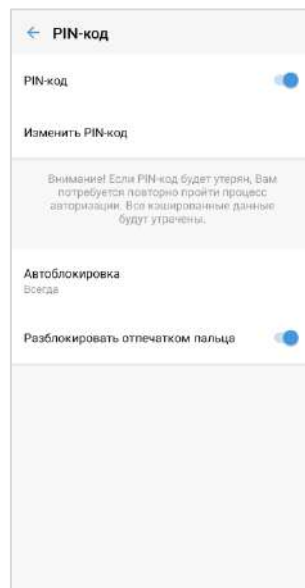 PIN-код
PIN-код
Изменить PIN-код
Внимание! Если PIN-код будет утерян, Вам
потребуется повторно пройти процесс
авторизации. Все кэшированные данные
будут утрачены.
Автоблокировка
Всегда
Разблокировать отпечатком пальца